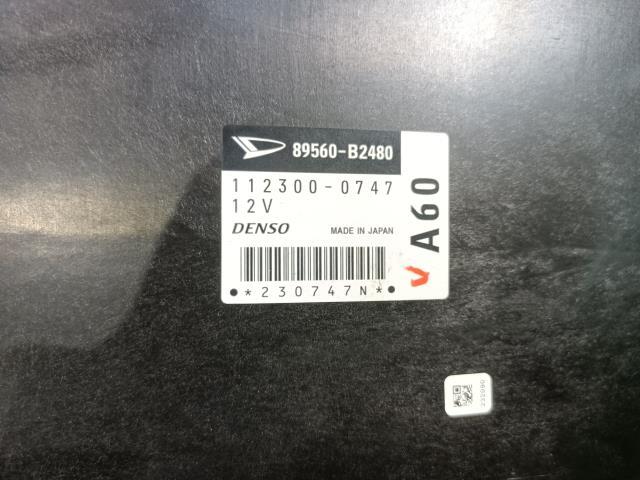 89560-B2480
112300-0747
12V
DENSO MADE IN JAPAN
*230747N*
A60